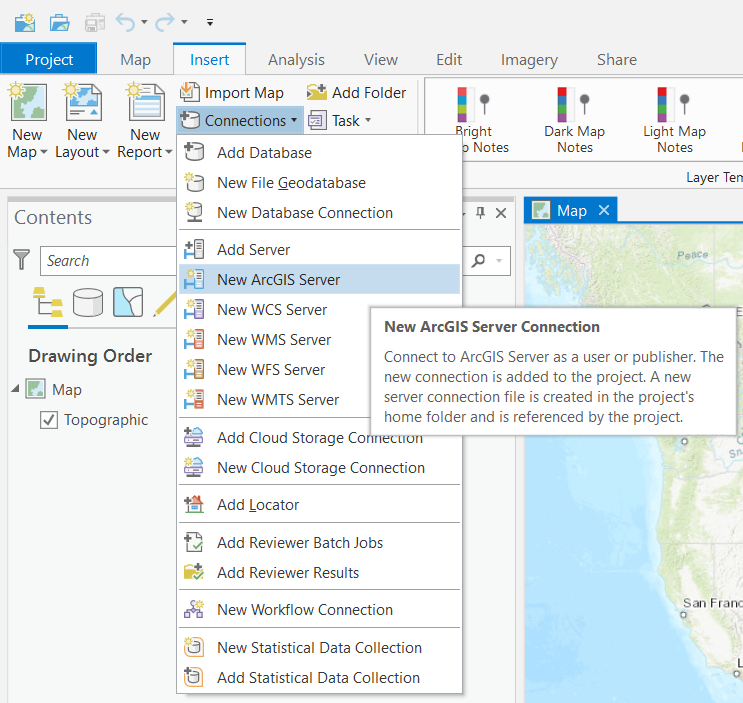 Project
Map
Insert
Analysis
View
Edit
Imagery
Share
New
Map
New
Layout
New
Report
Import Map
Connections
Add Folder
Task
Bright
Notes
Dark Map
Notes
Light Map
Notes
Layer Tem
Add Database
New File Geodatabase
New Database Connection
Add Server
New ArcGIS Server
New WCS Server
New WMS Server
New WFS Server
New WMTS Server
Add Cloud Storage Connection
New Cloud Storage Connection
Add Locator
Add Reviewer Batch Jobs
Add Reviewer Results
New Workflow Connection
New Statistical Data Collection
Add Statistical Data Collection
New ArcGIS Server Connection
Connect to ArcGIS Server as a user or publisher. The
new connection is added to the project. A new
server connection file is created in the project's
home folder and is referenced by the project.
Contents
Search
Drawing Order
Map
Topographic
Map
Peace
San Franc